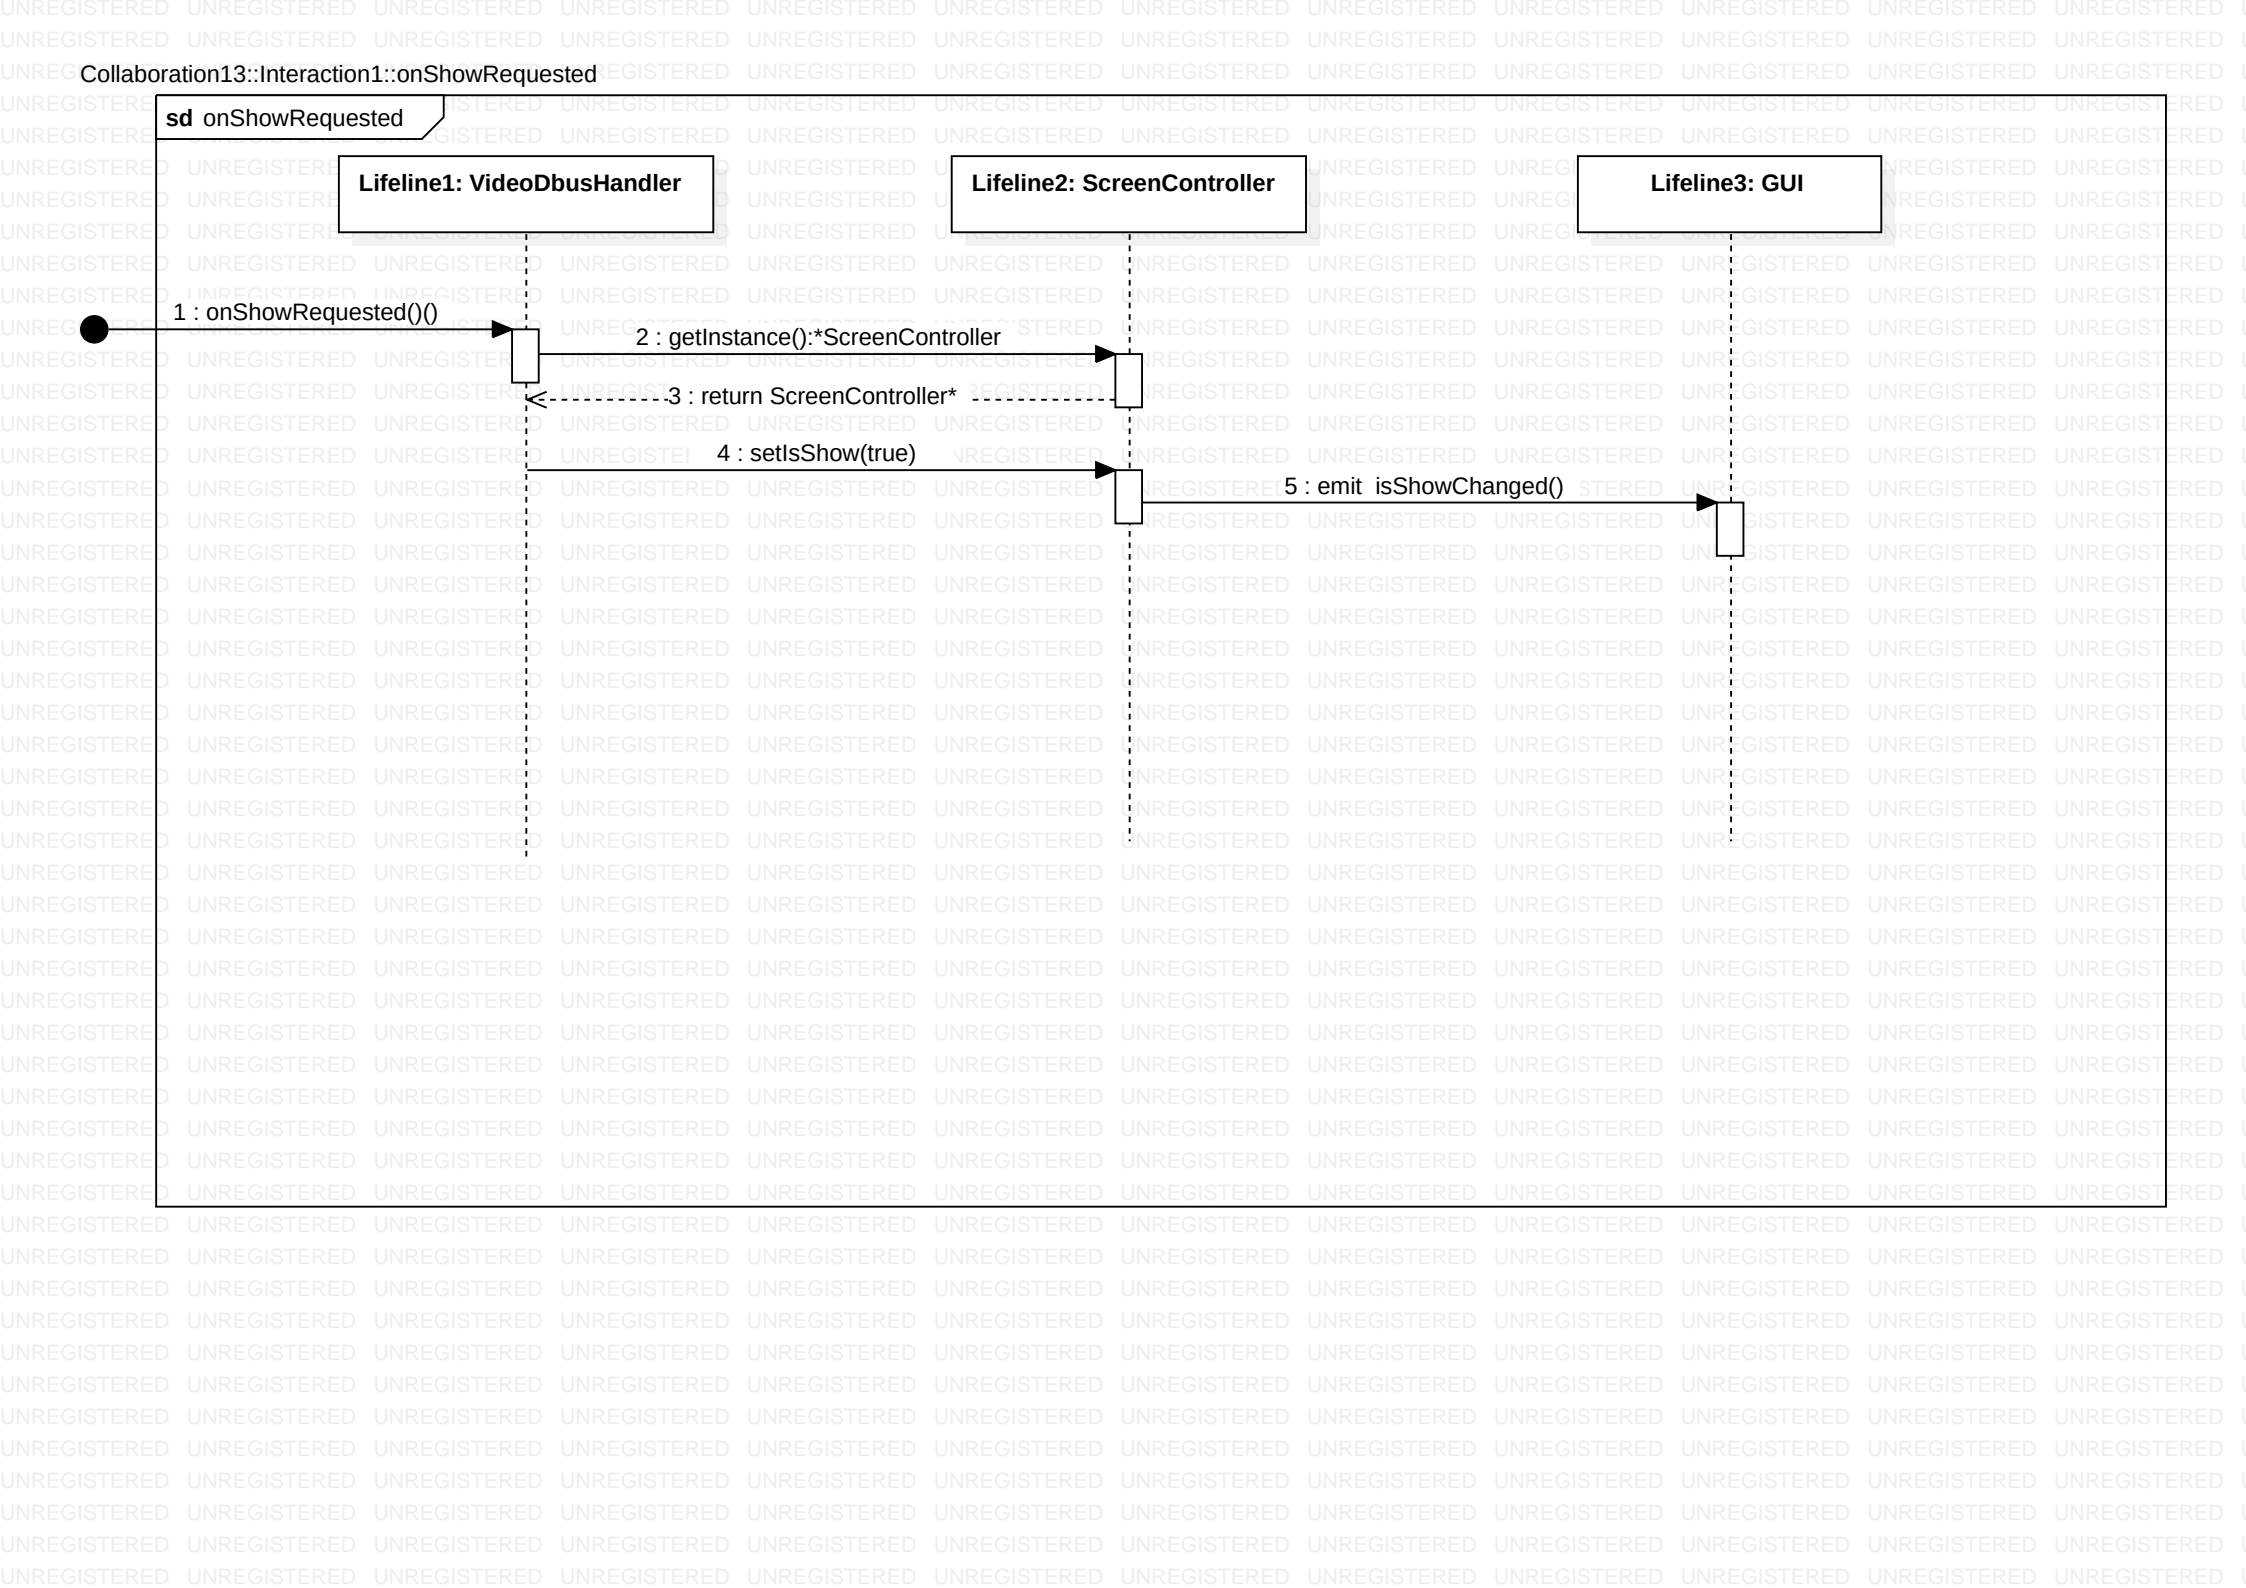 Collaboration13::Interaction1::onShowRequested
sd onShowRequested
Lifeline1: VideoDbusHandler
Lifeline2: ScreenController
Lifeline3: GUI
1 : onShowRequested()()
2 : getInstance():*ScreenController
3 : return ScreenController*
4 : setIsShow(true)
5 : emit  isShowChanged()
UNREGISTERED